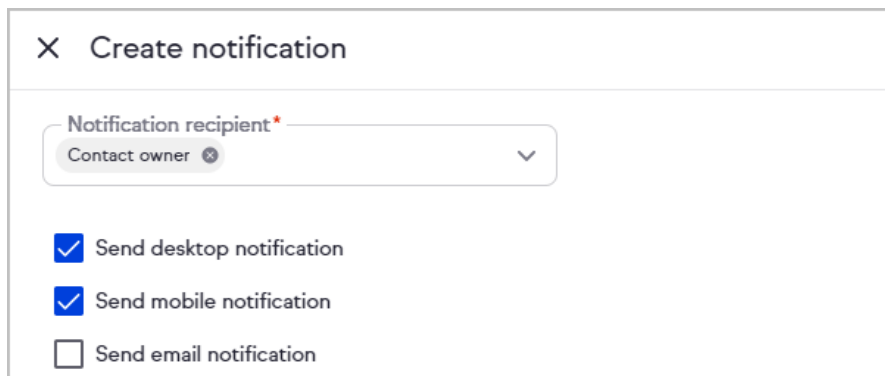 Create notification
Notification recipient*
Contact owner
Send desktop notification
Send mobile notification
Send email notification